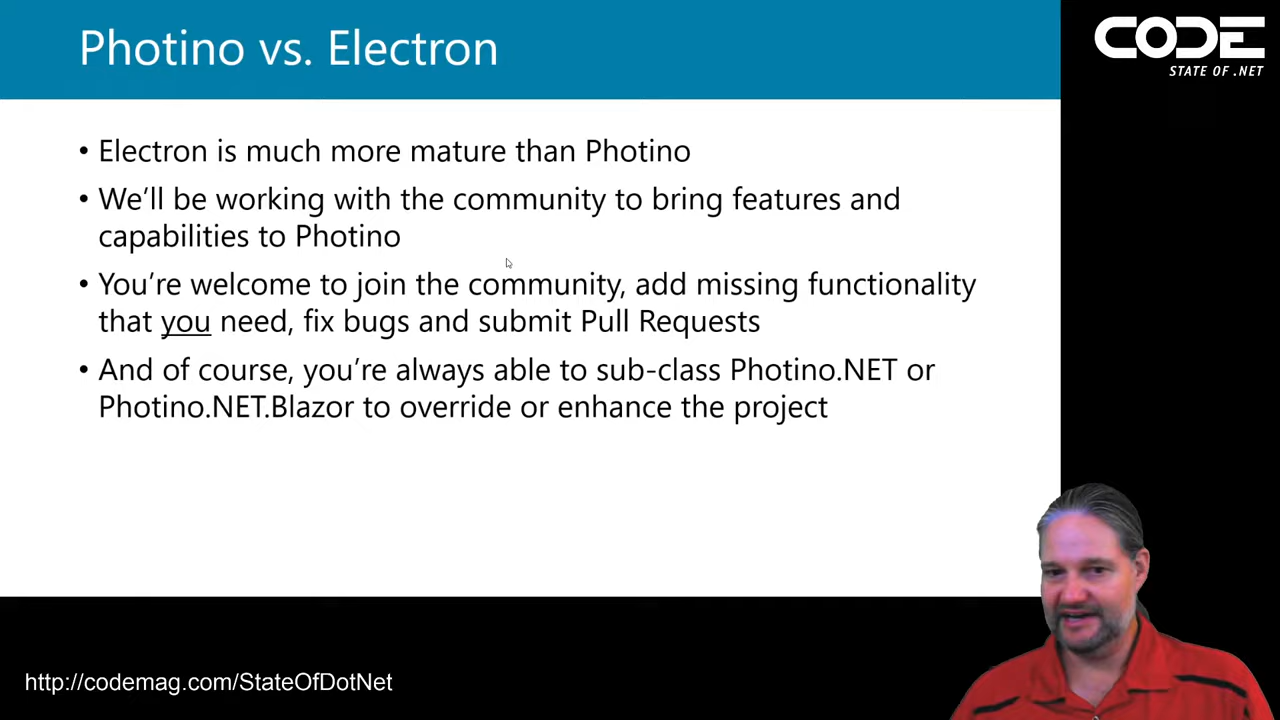 Photino vs. Electron
CODE
STATE OF .NET
• Electron is much more mature than Photino
• We’ll be working with the community to bring features and
capabilities to Photino
• You’re welcome to join the community, add missing functionality
that you need, fix bugs and submit Pull Requests
• And of course, you’re always able to sub-class Photino.NET or
Photino.NET.Blazor to override or enhance the project
http://codemag.com/StateOfDotNet